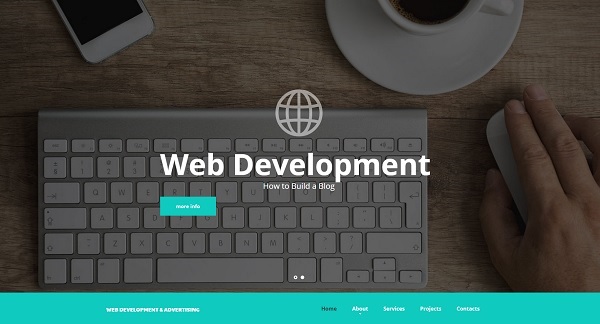 Web Development
How to Build a Blog
more info
WEB DEVELOPMENT & ADVERTISING
Home
About
Services
Projects
Contacts